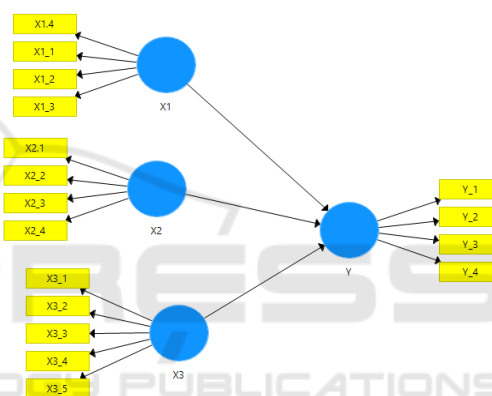 X1.4
X1_1
X1_2
X1_3
X1
X2.1
X2_2
X2_3
X2_4
X2
Y_1
Y_2
Y_3
Y_4
Y
X3_1
X3_2
X3_3
X3_4
X3_5
X3
PRESS
PUBLICATIONS